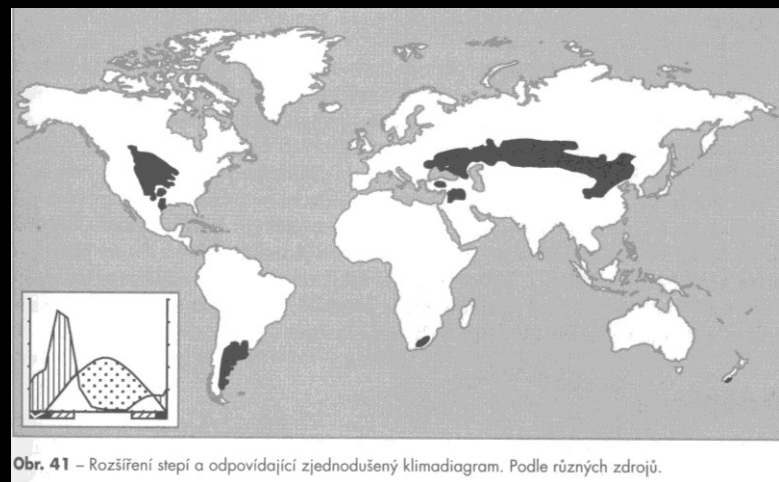 Obr. 41 – Rozšíření stepí a odpovídající zjednodušený klimadiagram. Podle různých zdrojů.